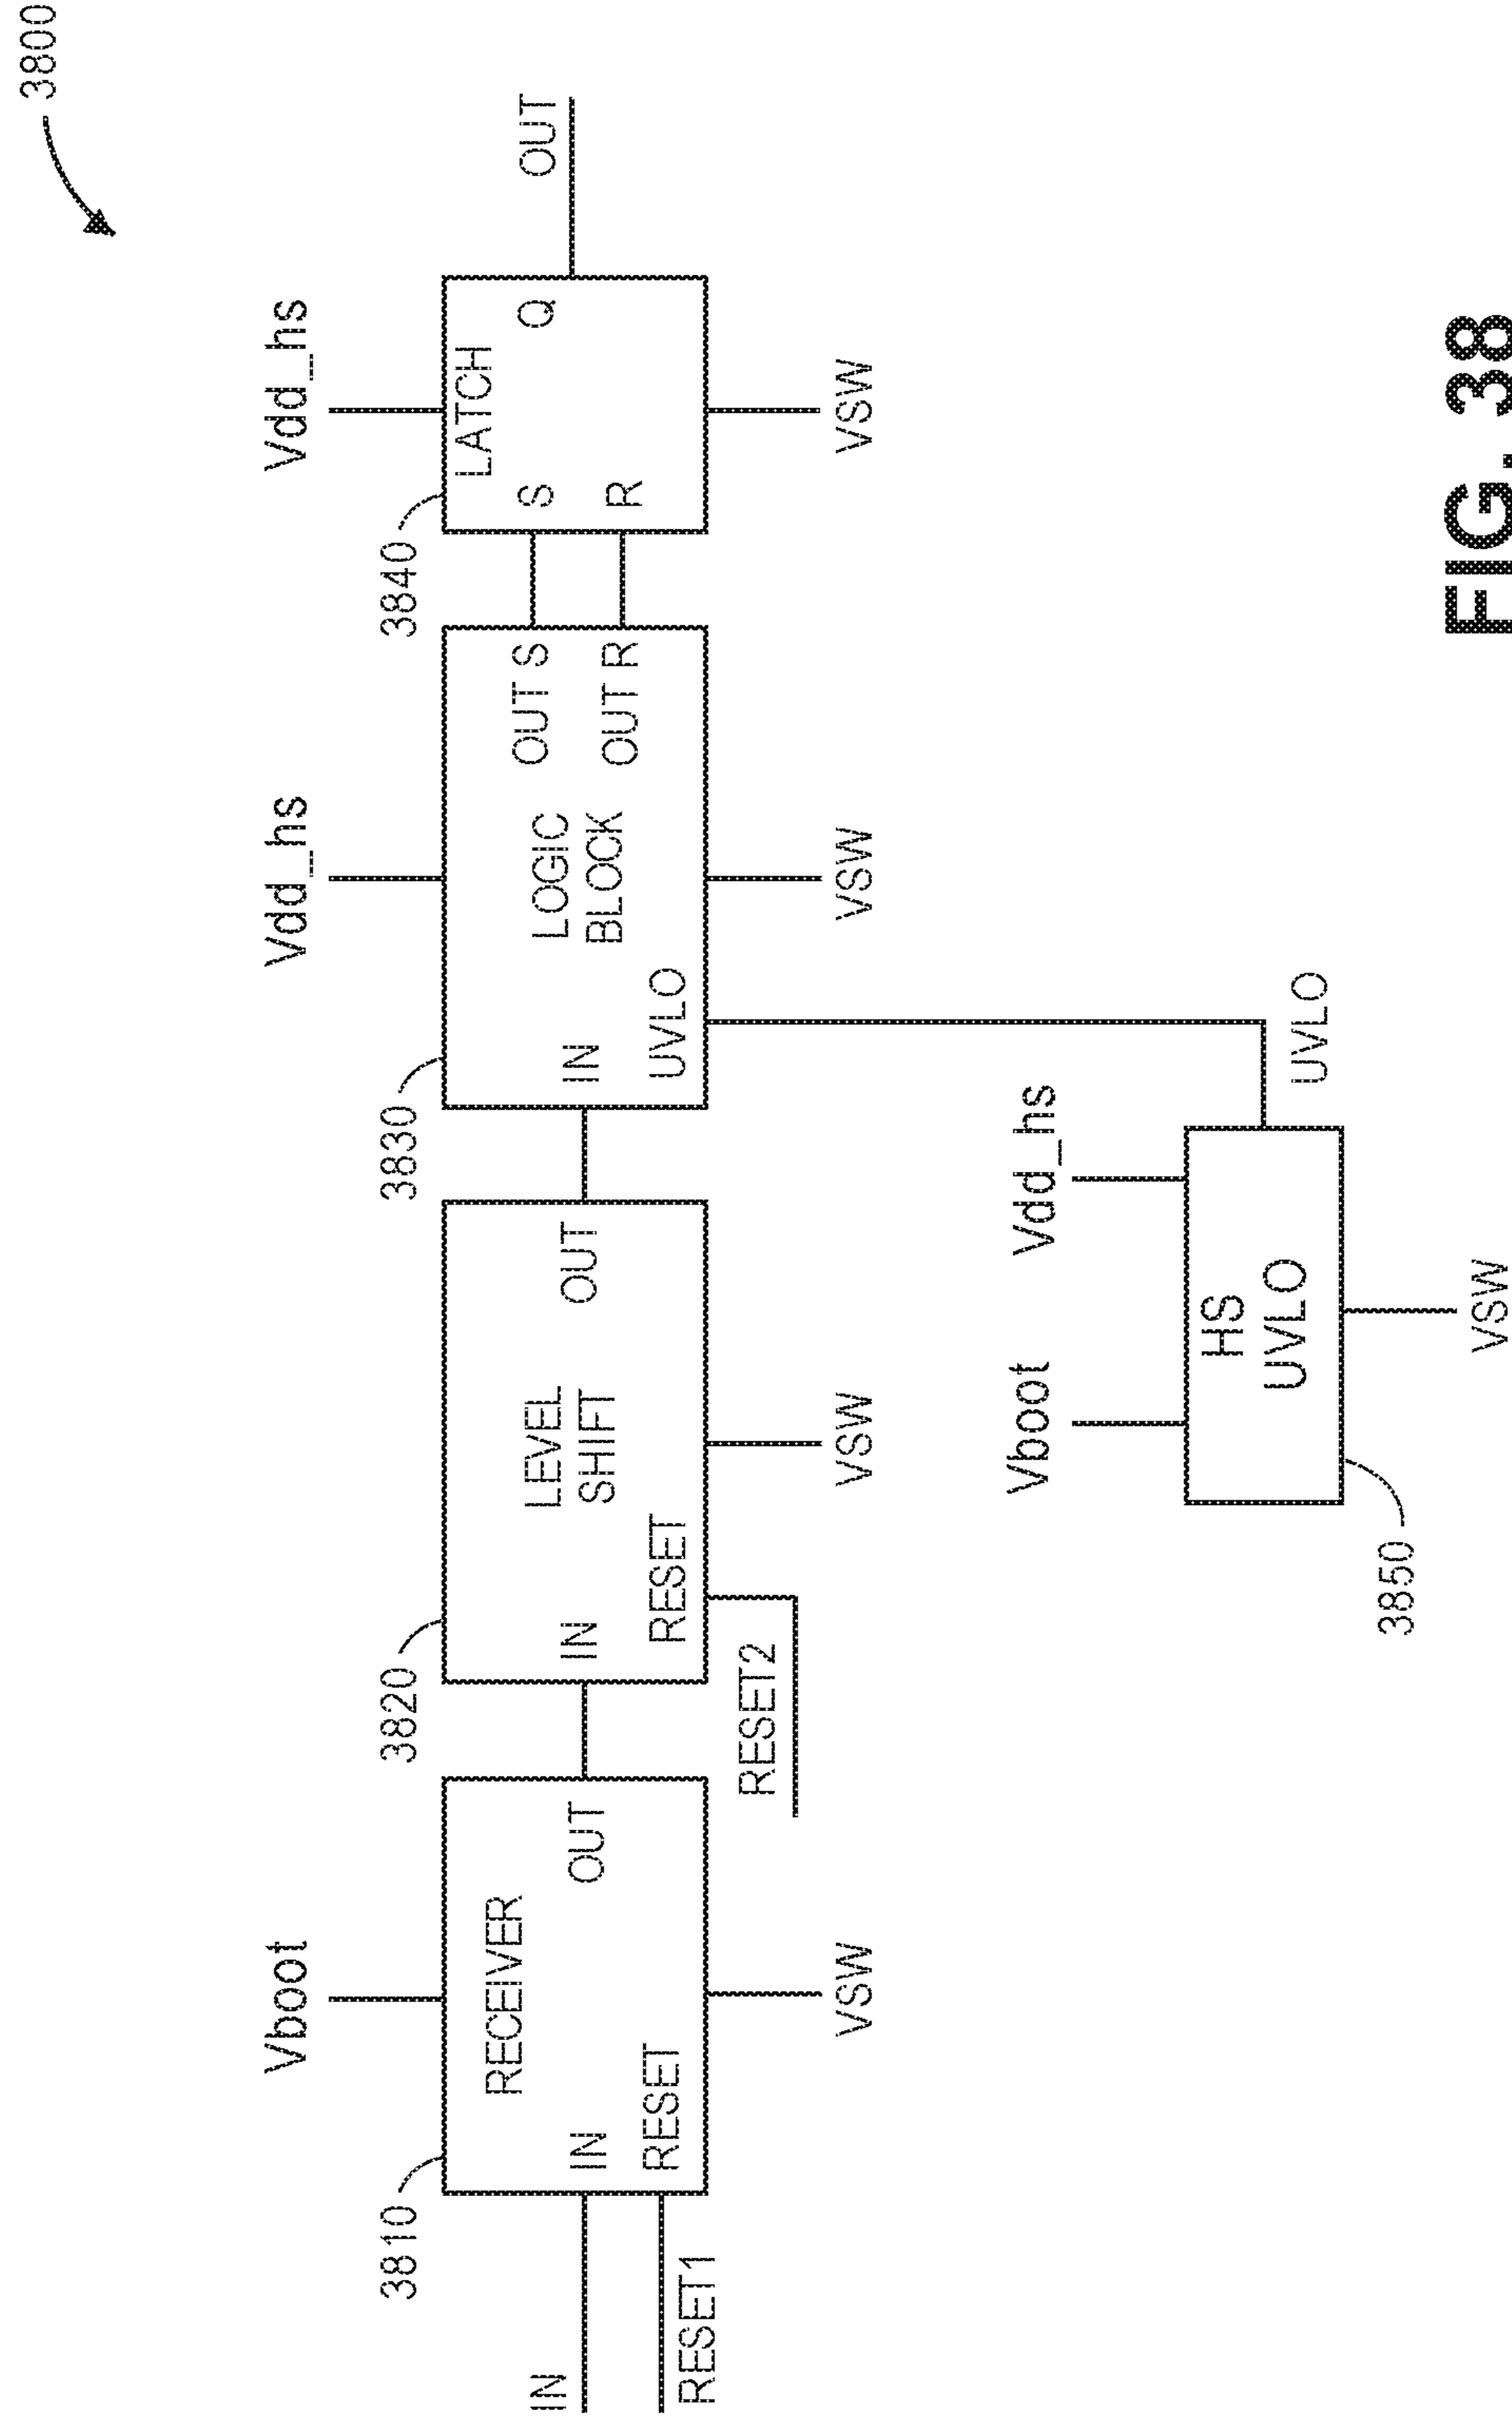 3800
Vboot
Vdd_hs
Vdd_hs
3810
3820
3830
3840
RECEIVER
IN
OUT
RESET
LEVEL
SHIFT
IN
OUT
RESET
LOGIC
BLOCK
IN
OUT S
OUT R
UVLO
LATCH
S
Q
R
IN
RESET1
OUT
RESET2
VSW
VSW
VSW
VSW
Vboot
Vdd_hs
HS
UVLO
UVLO
3850
VSW
FIG. 38